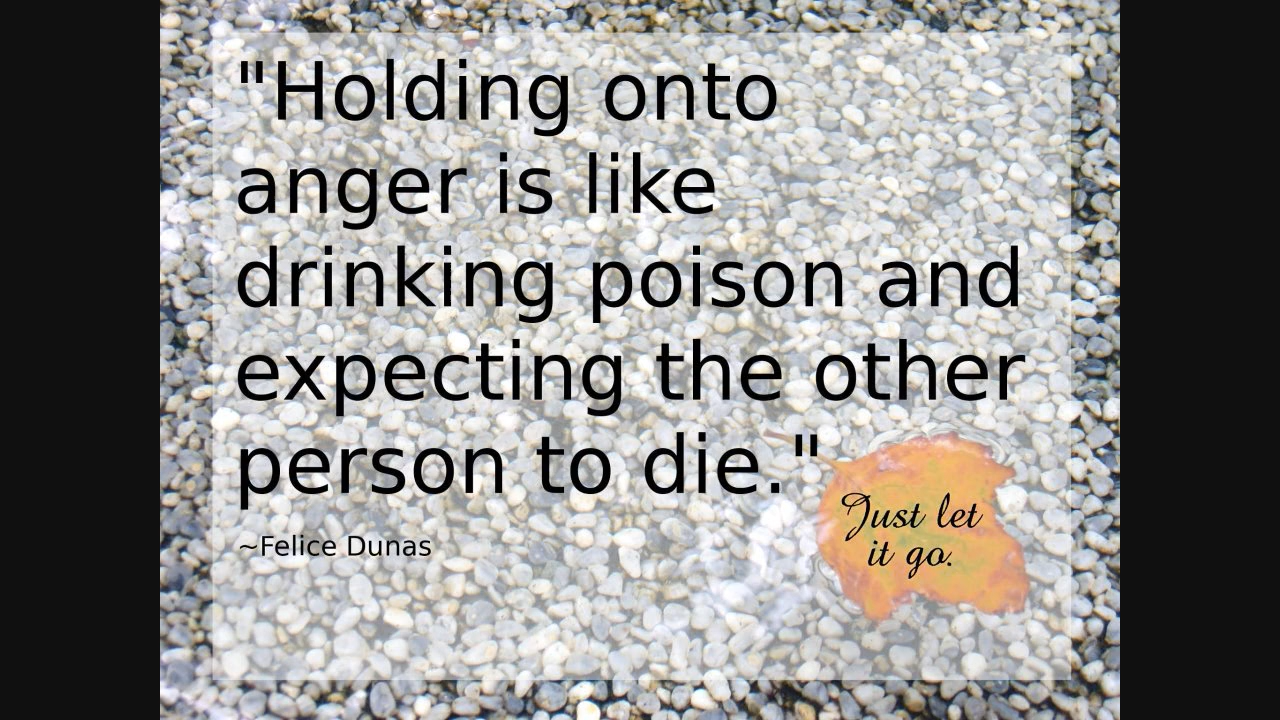 "Holding onto
anger is like
drinking poison and
expecting the other
person to die."
~Felice Dunas
Just let
it go.